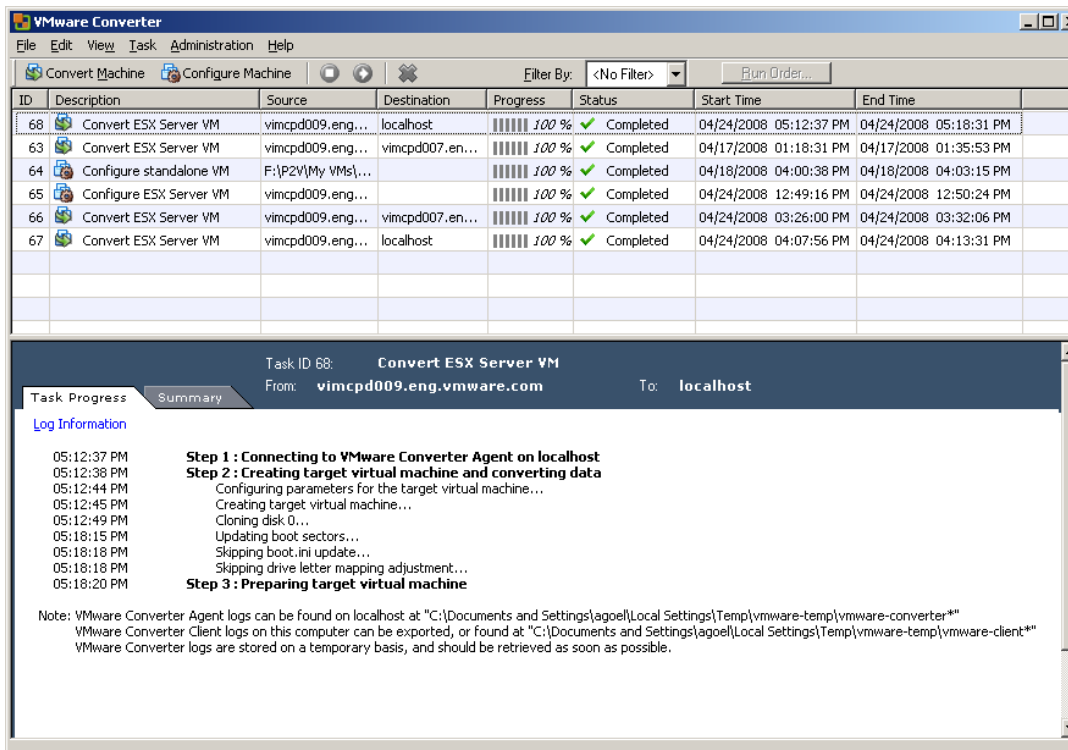 VMware Converter
File Edit View Task Administration Help
Convert Machine Configure Machine Filter By: <No Filter> Run Order...
ID Description Source Destination Progress Status Start Time End Time
68 Convert ESX Server VM vimcpd009.eng... localhost 100 % Completed 04/24/2008 05:12:37 PM 04/24/2008 05:18:31 PM
63 Convert ESX Server VM vimcpd009.eng... vimcpd007.en... 100 % Completed 04/17/2008 01:18:31 PM 04/17/2008 01:35:53 PM
64 Configure standalone VM F:\P2V\My VMs\... 100 % Completed 04/18/2008 04:00:38 PM 04/18/2008 04:03:15 PM
65 Configure ESX Server VM vimcpd009.eng... 100 % Completed 04/24/2008 12:49:16 PM 04/24/2008 12:50:24 PM
66 Convert ESX Server VM vimcpd009.eng... vimcpd007.en... 100 % Completed 04/24/2008 03:26:00 PM 04/24/2008 03:32:06 PM
67 Convert ESX Server VM vimcpd009.eng... localhost 100 % Completed 04/24/2008 04:07:56 PM 04/24/2008 04:13:31 PM
Task ID 68: Convert ESX Server VM
From: vimcpd009.eng.vmware.com To: localhost
Task Progress Summary
Log Information
05:12:37 PM Step 1 : Connecting to VMware Converter Agent on localhost
05:12:38 PM Step 2 : Creating target virtual machine and converting data
05:12:44 PM Configuring parameters for the target virtual machine...
05:12:45 PM Creating target virtual machine...
05:12:49 PM Cloning disk 0...
05:18:15 PM Updating boot sectors...
05:18:18 PM Skipping boot.ini update...
05:18:18 PM Skipping drive letter mapping adjustment...
05:18:20 PM Step 3 : Preparing target virtual machine
Note: VMware Converter Agent logs can be found on localhost at "C:\Documents and Settings\agoel\Local Settings\Temp\vmware-temp\vmware-converter*"
VMware Converter Client logs on this computer can be exported, or found at "C:\Documents and Settings\agoel\Local Settings\Temp\vmware-temp\vmware-client*"
VMware Converter logs are stored on a temporary basis, and should be retrieved as soon as possible.